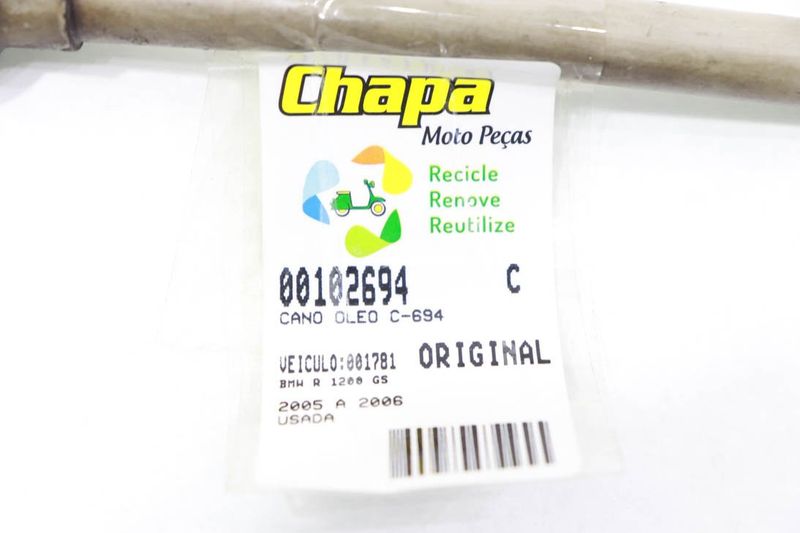 Chapa
Moto Peças
Recicle
Renove
Reutilize
00102694 C
CANO OLEO C-694
VEICULO:001781 ORIGINAL
BMW R 1200 GS
2005 A 2006
USADA